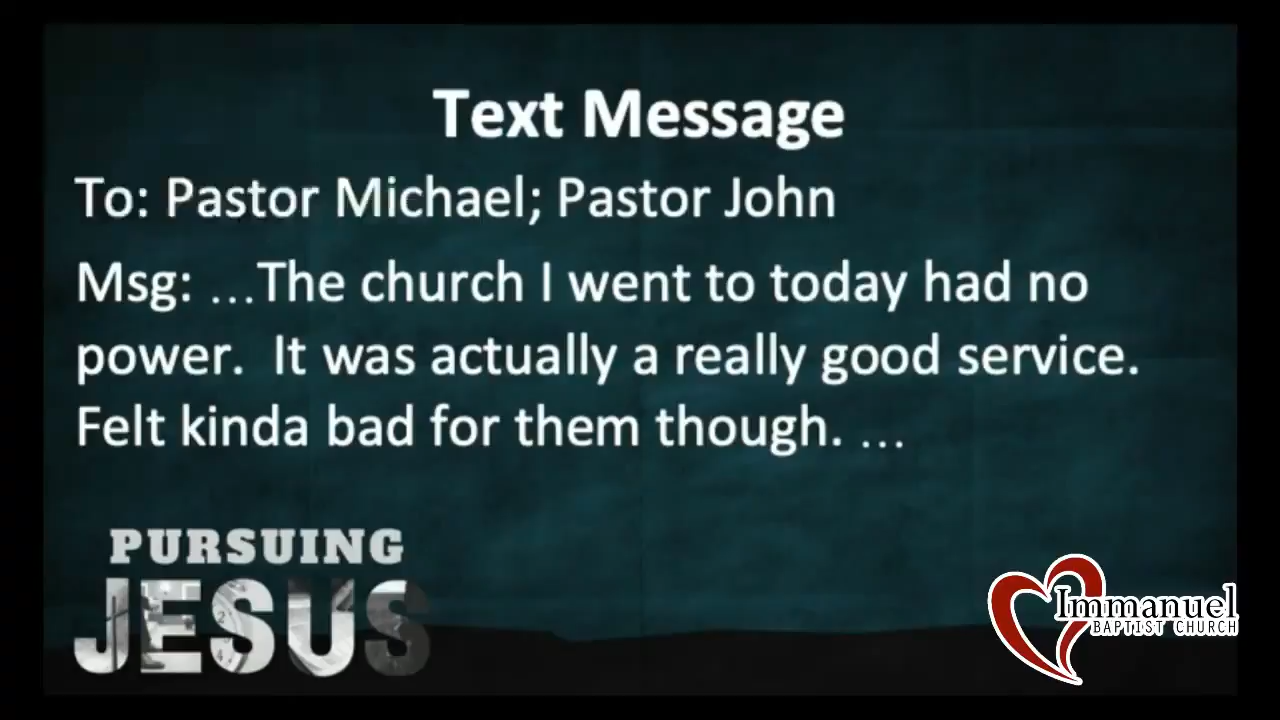 Text Message
To: Pastor Michael; Pastor John
Msg: …The church I went to today had no
power.  It was actually a really good service.
Felt kinda bad for them though. …
PURSUING
JESUS
Immanuel
BAPTIST CHURCH